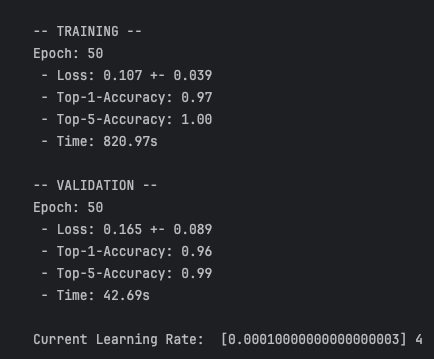 -- TRAINING --
Epoch: 50
- Loss: 0.107 +- 0.039
- Top-1-Accuracy: 0.97
- Top-5-Accuracy: 1.00
- Time: 820.97s
-- VALIDATION --
Epoch: 50
- Loss: 0.165 +- 0.089
- Top-1-Accuracy: 0.96
- Top-5-Accuracy: 0.99
- Time: 42.69s
Current Learning Rate:  [0.00010000000000000003] 4